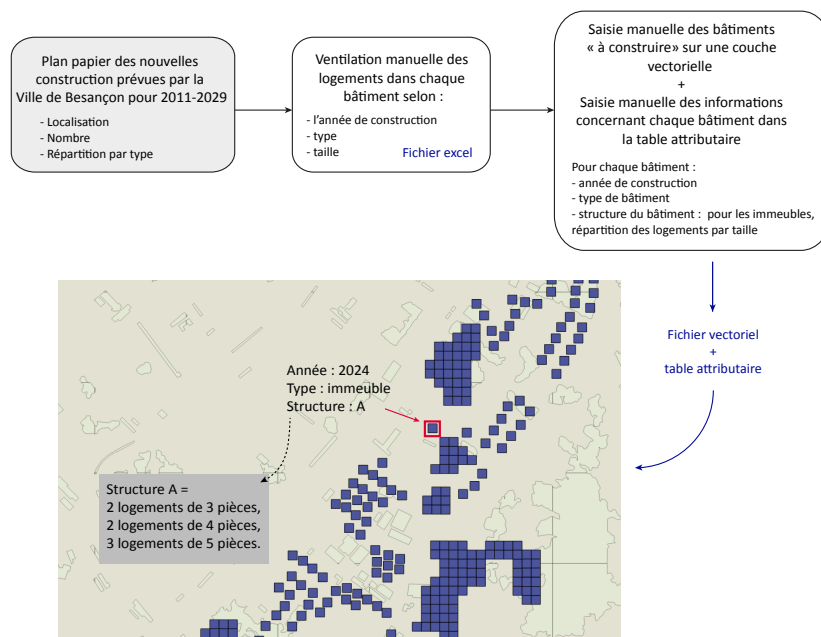 Plan papier des nouvelles
construction prévues par la
Ville de Besançon pour 2011-2029
- Localisation
- Nombre
- Répartition par type
Ventilation manuelle des
logements dans chaque
bâtiment selon :
- l'année de construction
- type
- taille
Fichier excel
Saisie manuelle des bâtiments
« à construire» sur une couche
vectorielle
+
Saisie manuelle des informations
concernant chaque bâtiment dans
la table attributaire
Pour chaque bâtiment :
- année de construction
- type de bâtiment
- structure du bâtiment : pour les immeubles,
répartition des logements par taille
Fichier vectoriel
+
table attributaire
Année : 2024
Type : immeuble
Structure : A
Structure A =
2 logements de 3 pièces,
2 logements de 4 pièces,
3 logements de 5 pièces.